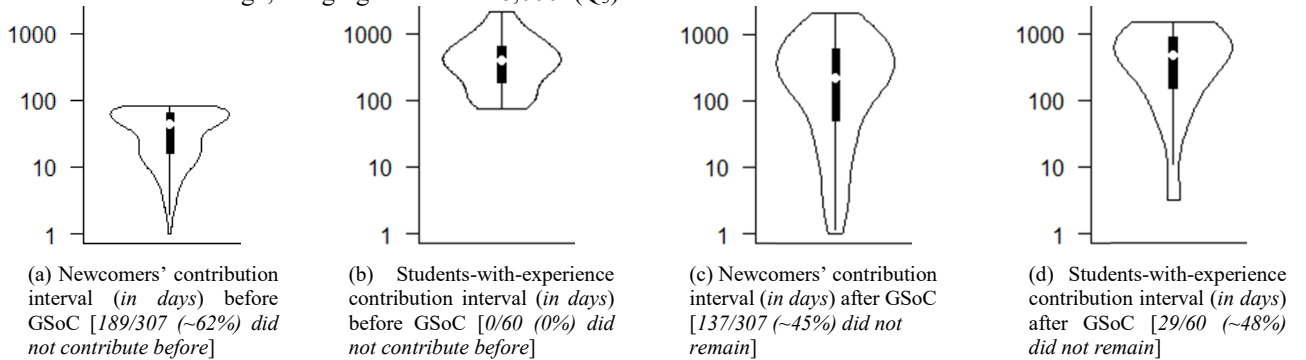 1000
100
10
1
1000
100
10
1
1000
100
10
1
1000
100
10
1
(a) Newcomers' contribution
interval (in days) before
GSoC [189/307 (~62%) did
not contribute before]
(b) Students-with-experience
contribution interval (in days)
before GSoC [0/60 (0%) did
not contribute before]
(c) Newcomers' contribution
interval (in days) after GSoC
[137/307 (~45%) did not
remain]
(d) Students-with-experience
contribution interval (in days)
after GSoC [29/60 (~48%)
did not remain]